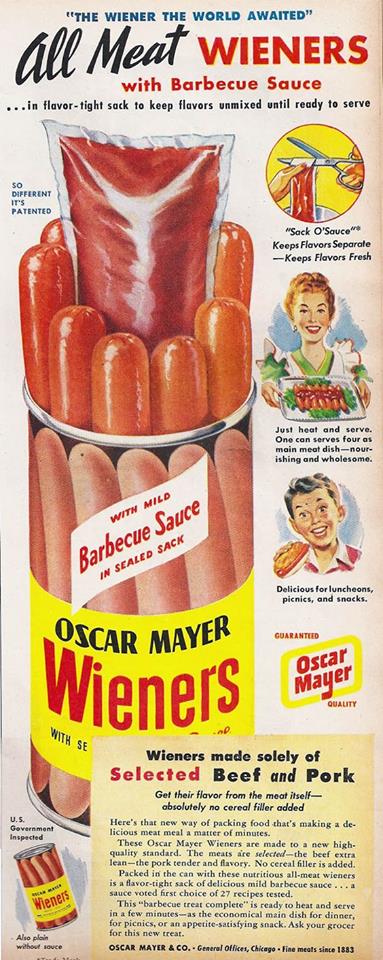 "THE WIENER THE WORLD AWAITED"
All Meat WIENERS
with Barbecue Sauce
...in flavor-tight sack to keep flavors unmixed until ready to serve
SO
DIFFERENT
IT'S
PATENTED
"Sack O'Sauce"*
Keeps Flavors Separate
—Keeps Flavors Fresh
Just heat and serve.
One can serves four as
main meat dish—nour-
ishing and wholesome.
WITH MILD
Barbecue Sauce
IN SEALED SACK
Delicious for luncheons,
picnics, and snacks.
OSCAR MAYER
Wieners
WITH SE
GUARANTEED
Oscar
Mayer
QUALITY
Wieners made solely of
Selected Beef and Pork
Get their flavor from the meat itself—
absolutely no cereal filler added
Here's that new way of packing food that's making a de-
licious meat meal a matter of minutes.
These Oscar Mayer Wieners are made to a new high-
quality standard. The meats are selected—the beef extra
lean—the pork tender and flavory. No cereal filler is added.
Packed in the can with these nutritious all-meat wieners
is a flavor-tight sack of delicious mild barbecue sauce . . . a
sauce voted first choice of 27 recipes tested.
This "barbecue treat complete" is ready to heat and serve
in a few minutes—as the economical main dish for dinner,
for picnics, or an appetite-satisfying snack. Ask your grocer
for this new treat.
OSCAR MAYER & CO. · General Offices, Chicago · Fine meats since 1883
U. S.
Government
Inspected
OSCAR MAYER
Wieners
Also plain
without sauce